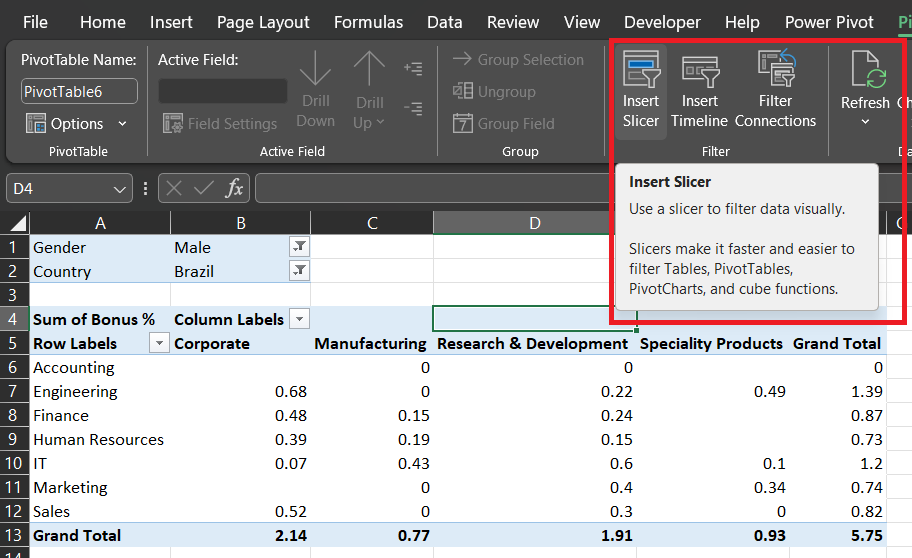 File Home Insert Page Layout Formulas Data Review View Developer Help Power Pivot Pi
PivotTable Name:
PivotTable6
Options
PivotTable
Active Field:
Field Settings
Drill Down
Drill Up
Active Field
Group Selection
Ungroup
Group Field
Group
Insert Slicer
Insert Timeline
Filter Connections
Filter
Refresh
Ch
Da
D4 fx
Insert Slicer
Use a slicer to filter data visually.
Slicers make it faster and easier to
filter Tables, PivotTables,
PivotCharts, and cube functions.
A B C D G
1 Gender Male
2 Country Brazil
3
4 Sum of Bonus % Column Labels
5 Row Labels Corporate Manufacturing Research & Development Speciality Products Grand Total
6 Accounting 0 0 0
7 Engineering 0.68 0 0.22 0.49 1.39
8 Finance 0.48 0.15 0.24 0.87
9 Human Resources 0.39 0.19 0.15 0.73
10 IT 0.07 0.43 0.6 0.1 1.2
11 Marketing 0 0.4 0.34 0.74
12 Sales 0.52 0 0.3 0 0.82
13 Grand Total 2.14 0.77 1.91 0.93 5.75